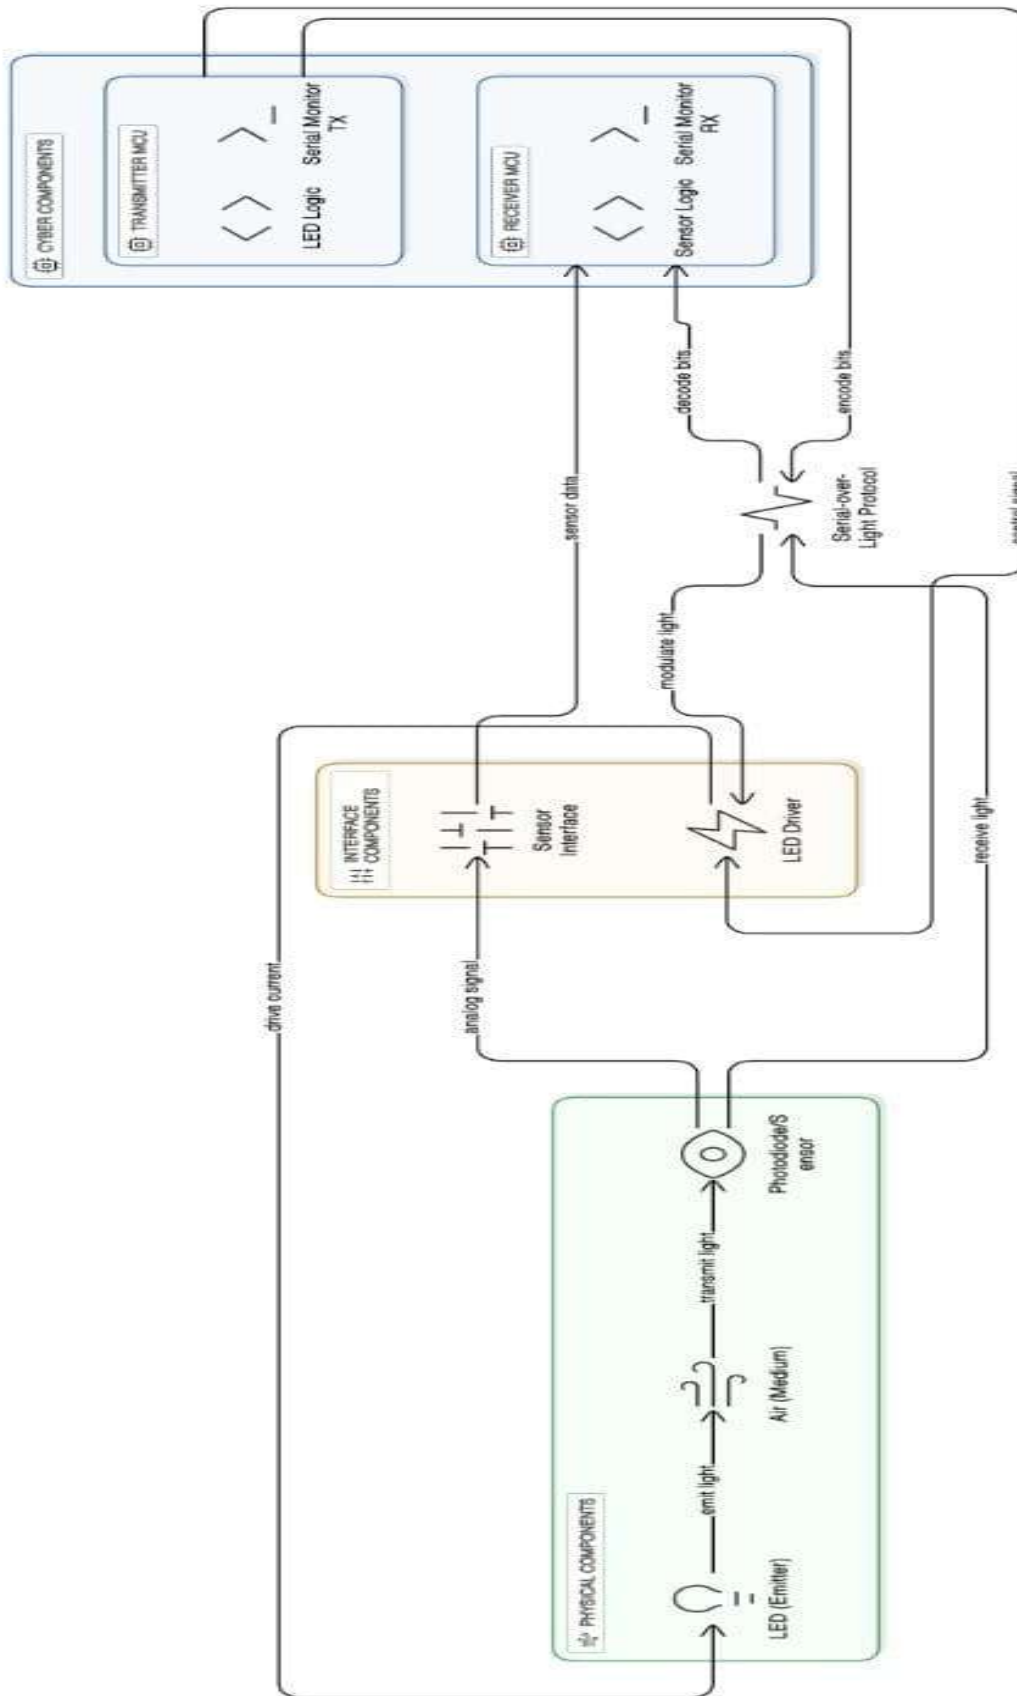 PHYSICAL COMPONENTS
LED (Emitter)
emit light
Air (Medium)
transmit light
Photodiode/S
ensor
drive current
analog signal
receive light
INTERFACE
COMPONENTS
Sensor
Interface
LED Driver
modulate light
sensor data
Serial-over-
Light Protocol
control signal
decode bits
encode bits
CYBER COMPONENTS
TRANSMITTER MCU
LED Logic
Serial Monitor
TX
RECEIVER MCU
Sensor Logic
Serial Monitor
RX